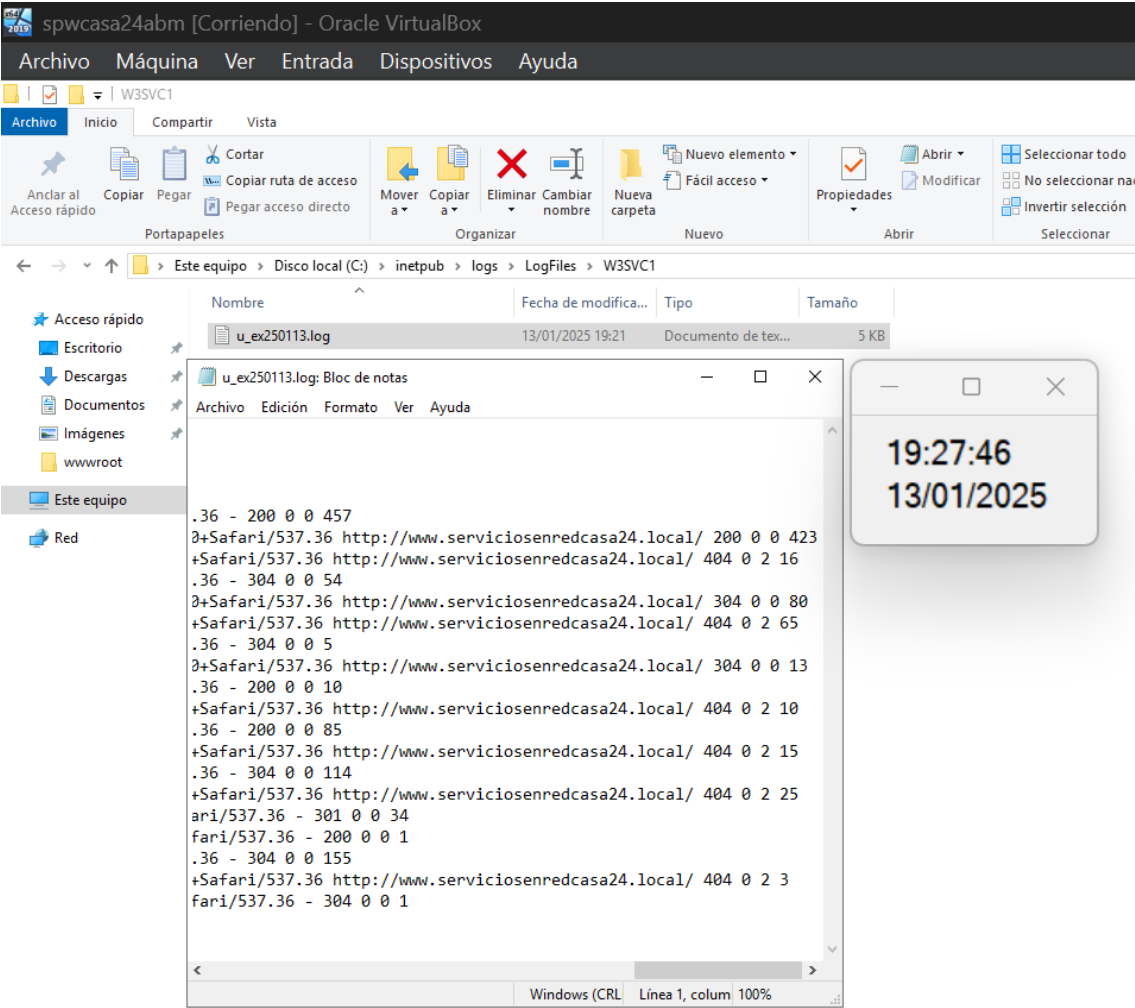 spwcasa24abm [Corriendo] - Oracle VirtualBox
Archivo Máquina Ver Entrada Dispositivos Ayuda
W3SVC1
Archivo Inicio Compartir Vista
Anclar al Acceso rápido
Copiar
Pegar
Cortar
Copiar ruta de acceso
Pegar acceso directo
Portapapeles
Mover a
Copiar a
Eliminar
Cambiar nombre
Organizar
Nueva carpeta
Nuevo elemento
Fácil acceso
Nuevo
Propiedades
Abrir
Modificar
Abrir
Seleccionar todo
No seleccionar na
Invertir selección
Seleccionar
Este equipo > Disco local (C:) > inetpub > logs > LogFiles > W3SVC1
Acceso rápido
Escritorio
Descargas
Documentos
Imágenes
wwwroot
Este equipo
Red
Nombre Fecha de modifica... Tipo Tamaño
u_ex250113.log 13/01/2025 19:21 Documento de tex... 5 KB
u_ex250113.log: Bloc de notas
Archivo Edición Formato Ver Ayuda
.36 - 200 0 0 457
0+Safari/537.36 http://www.serviciosenredcasa24.local/ 200 0 0 423
+Safari/537.36 http://www.serviciosenredcasa24.local/ 404 0 2 16
.36 - 304 0 0 54
0+Safari/537.36 http://www.serviciosenredcasa24.local/ 304 0 0 80
+Safari/537.36 http://www.serviciosenredcasa24.local/ 404 0 2 65
.36 - 304 0 0 5
0+Safari/537.36 http://www.serviciosenredcasa24.local/ 304 0 0 13
.36 - 200 0 0 10
+Safari/537.36 http://www.serviciosenredcasa24.local/ 404 0 2 10
.36 - 200 0 0 85
+Safari/537.36 http://www.serviciosenredcasa24.local/ 404 0 2 15
.36 - 304 0 0 114
+Safari/537.36 http://www.serviciosenredcasa24.local/ 404 0 2 25
ari/537.36 - 301 0 0 34
fari/537.36 - 200 0 0 1
.36 - 304 0 0 155
+Safari/537.36 http://www.serviciosenredcasa24.local/ 404 0 2 3
fari/537.36 - 304 0 0 1
Windows (CRL Línea 1, colum 100%
19:27:46
13/01/2025